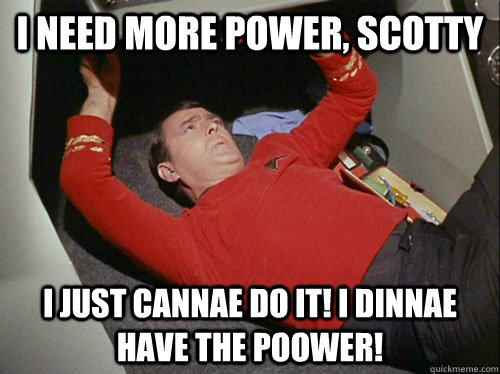 I NEED MORE POWER, SCOTTY
I JUST CANNAE DO IT! I DINNAE
HAVE THE POOWER!
quickmeme.com